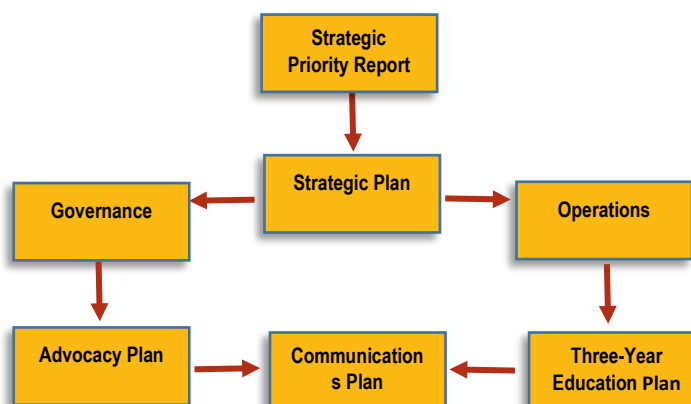 Strategic
Priority Report
Strategic Plan
Governance
Operations
Advocacy Plan
Communication
s Plan
Three-Year
Education Plan